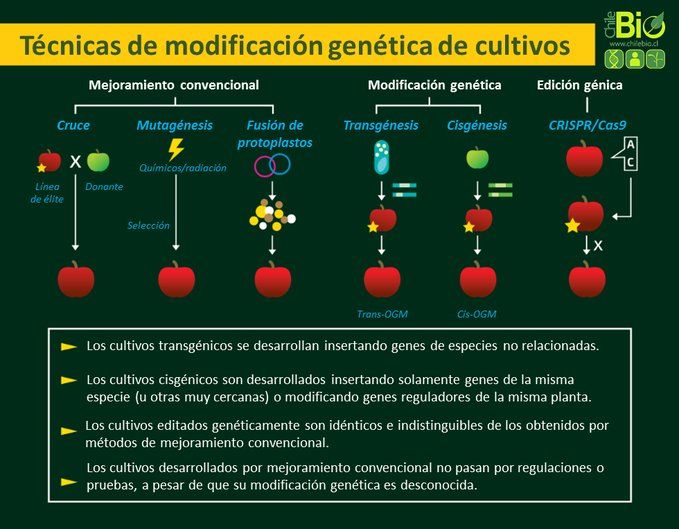 Técnicas de modificación genética de cultivos
chile
Bio
www.chilebio.cl
Mejoramiento convencional
Modificación genética
Edición génica
Cruce
Mutagénesis
Fusión de
protoplastos
Transgénesis
Cisgénesis
CRISPR/Cas9
X
Químicos/radiación
A
C
Línea
de élite
Donante
Selección
X
Trans-OGM
Cis-OGM
Los cultivos transgénicos se desarrollan insertando genes de especies no relacionadas.
Los cultivos cisgénicos son desarrollados insertando solamente genes de la misma
especie (u otras muy cercanas) o modificando genes reguladores de la misma planta.
Los cultivos editados genéticamente son idénticos e indistinguibles de los obtenidos por
métodos de mejoramiento convencional.
Los cultivos desarrollados por mejoramiento convencional no pasan por regulaciones o
pruebas, a pesar de que su modificación genética es desconocida.